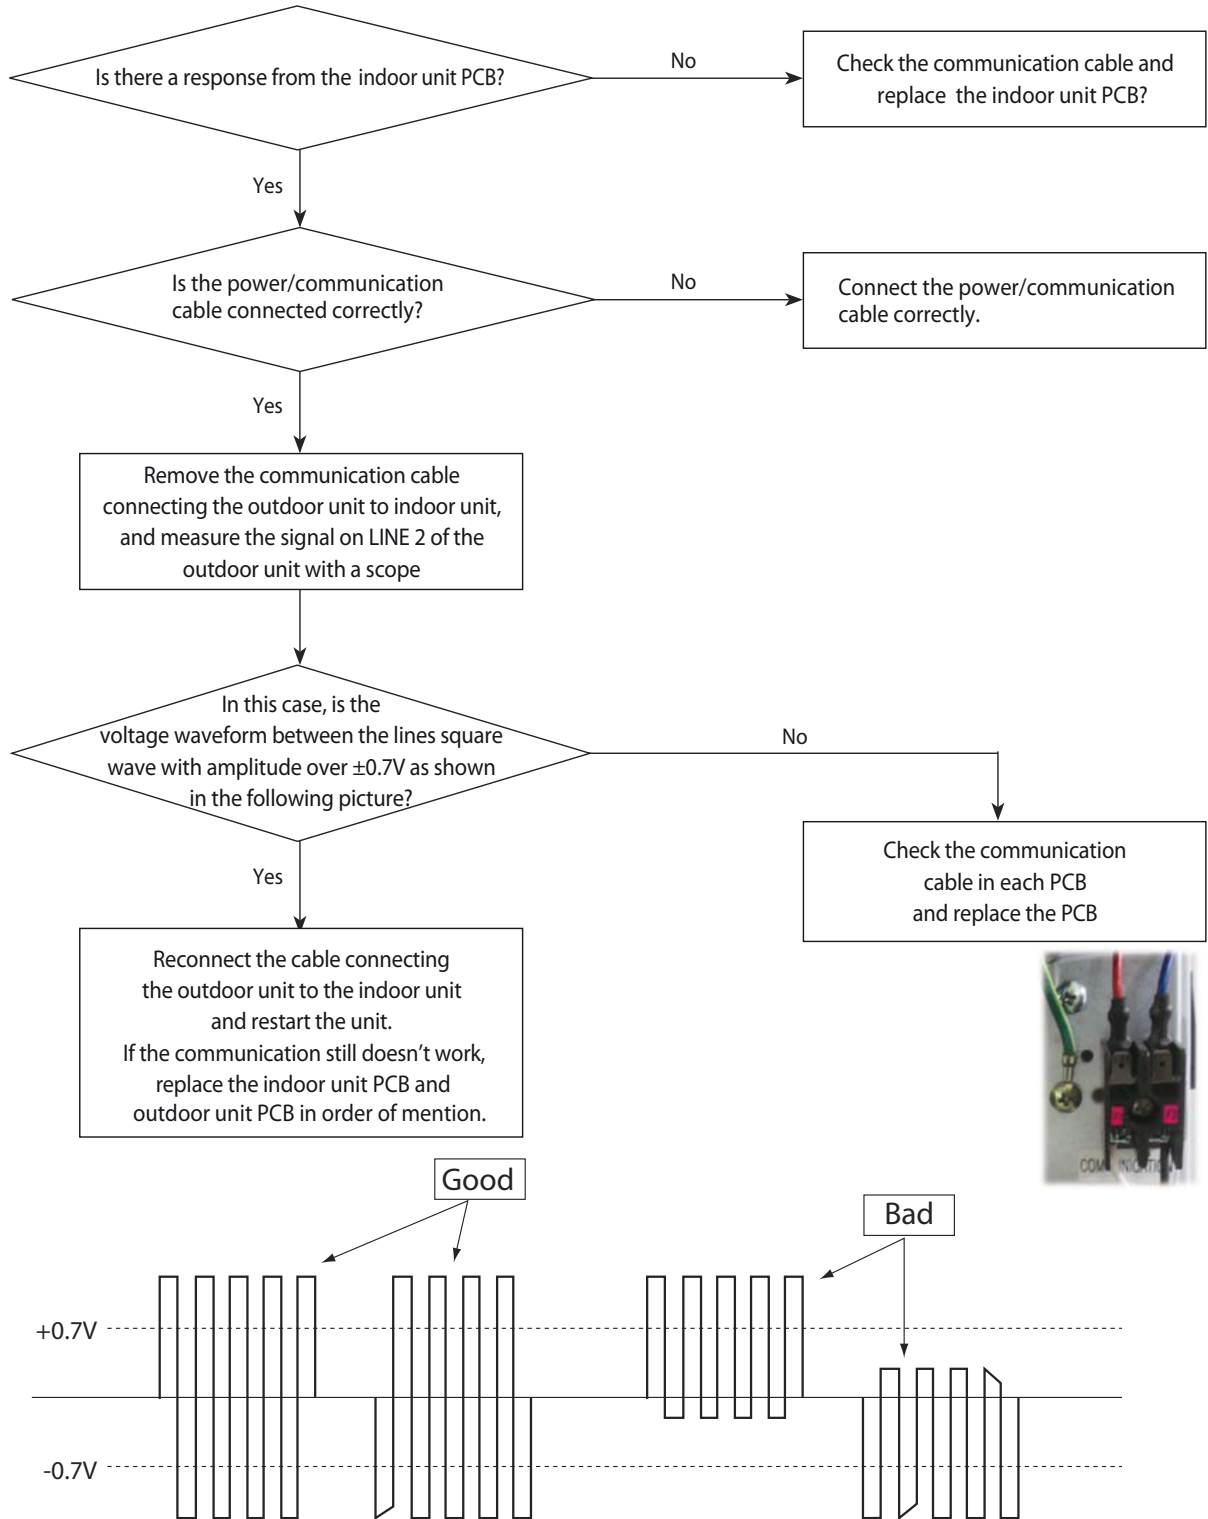 Is there a response from the indoor unit PCB?
No
Check the communication cable and
replace the indoor unit PCB?
Yes
Is the power/communication
cable connected correctly?
No
Connect the power/communication
cable correctly.
Yes
Remove the communication cable
connecting the outdoor unit to indoor unit,
and measure the signal on LINE 2 of the
outdoor unit with a scope
In this case, is the
voltage waveform between the lines square
wave with amplitude over ±0.7V as shown
in the following picture?
No
Check the communication
cable in each PCB
and replace the PCB
Yes
Reconnect the cable connecting
the outdoor unit to the indoor unit
and restart the unit.
If the communication still doesn't work,
replace the indoor unit PCB and
outdoor unit PCB in order of mention.
Good
Bad
+0.7V
-0.7V